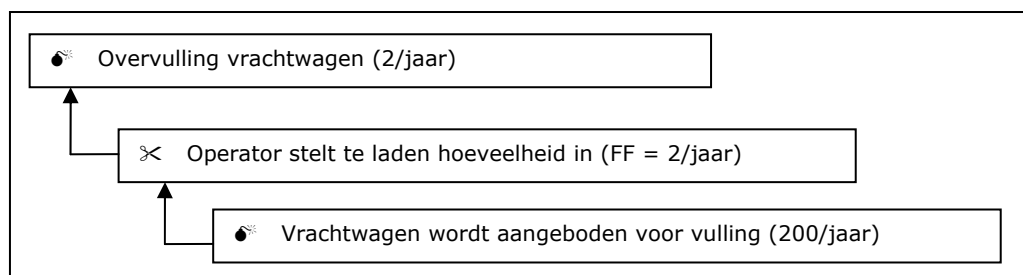 Overvulling vrachtwagen (2/jaar)
Operator stelt te laden hoeveelheid in (FF = 2/jaar)
Vrachtwagen wordt aangeboden voor vulling (200/jaar)